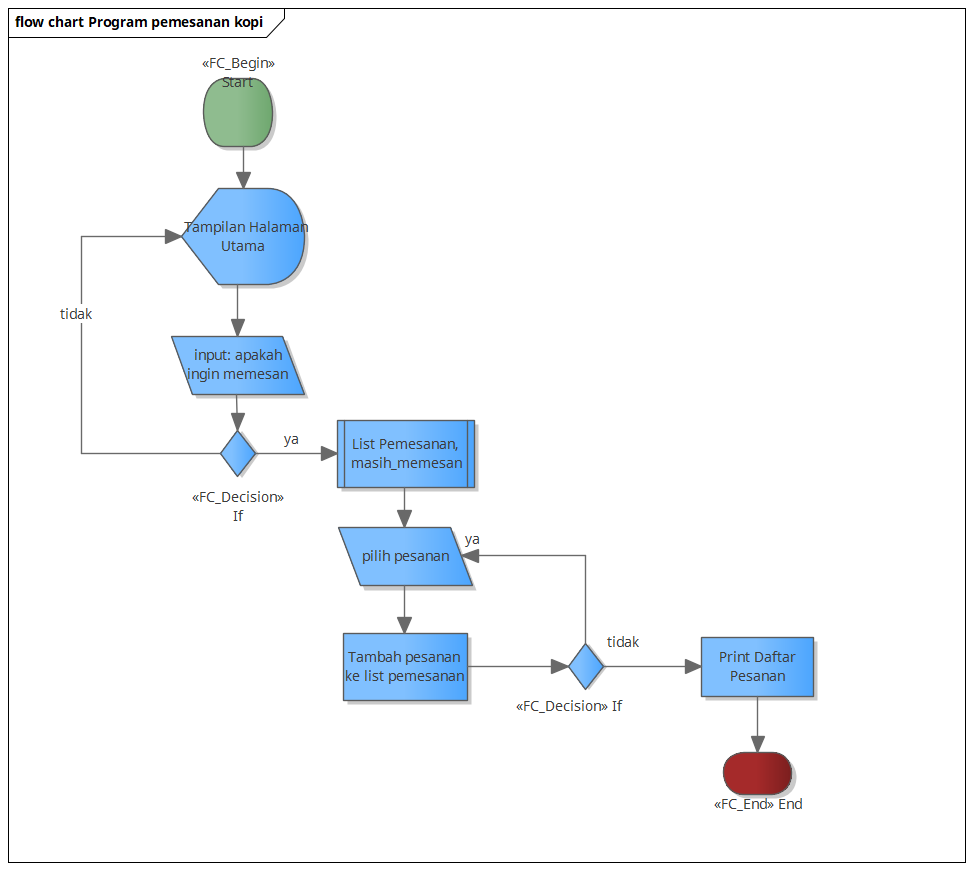 flow chart Program pemesanan kopi
«FC_Begin»
Start
Tampilan Halaman
Utama
tidak
input: apakah
ingin memesan
ya
«FC_Decision»
If
List Pemesanan,
masih_memesan
pilih pesanan
ya
Tambah pesanan
ke list pemesanan
tidak
«FC_Decision» If
Print Daftar
Pesanan
«FC_End» End